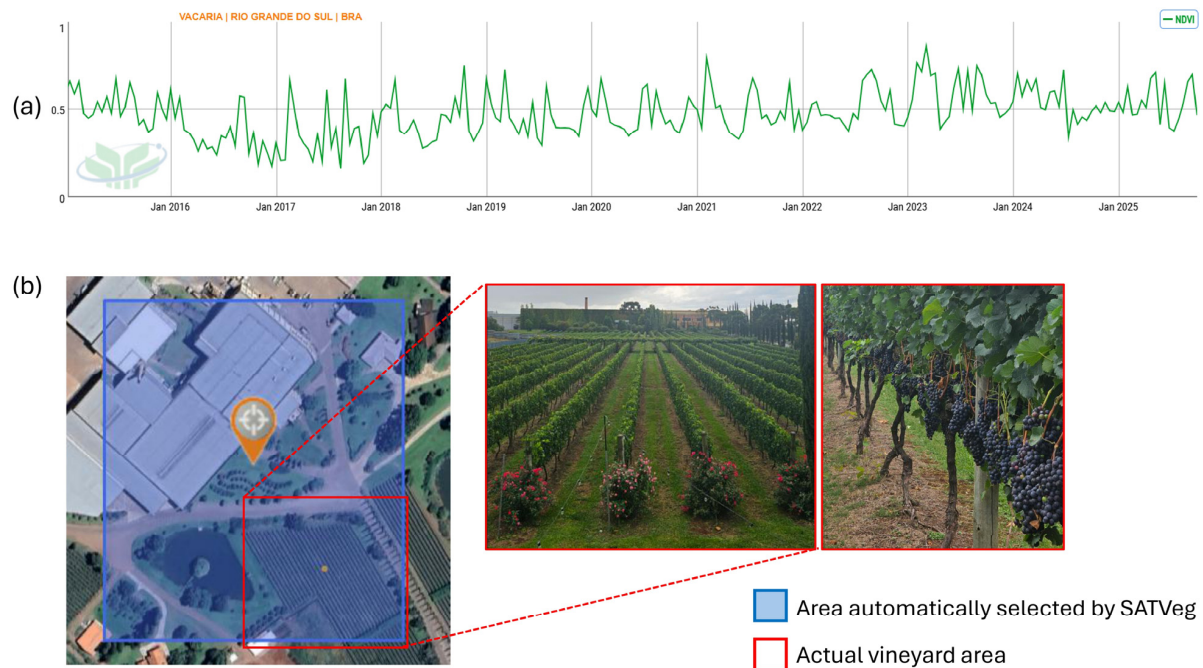 VACARIA | RIO GRANDE DO SUL | BRA
NDVI
(a)
1
0.5
0
Jan 2016
Jan 2017
Jan 2018
Jan 2019
Jan 2020
Jan 2021
Jan 2022
Jan 2023
Jan 2024
Jan 2025
(b)
Area automatically selected by SATVeg
Actual vineyard area